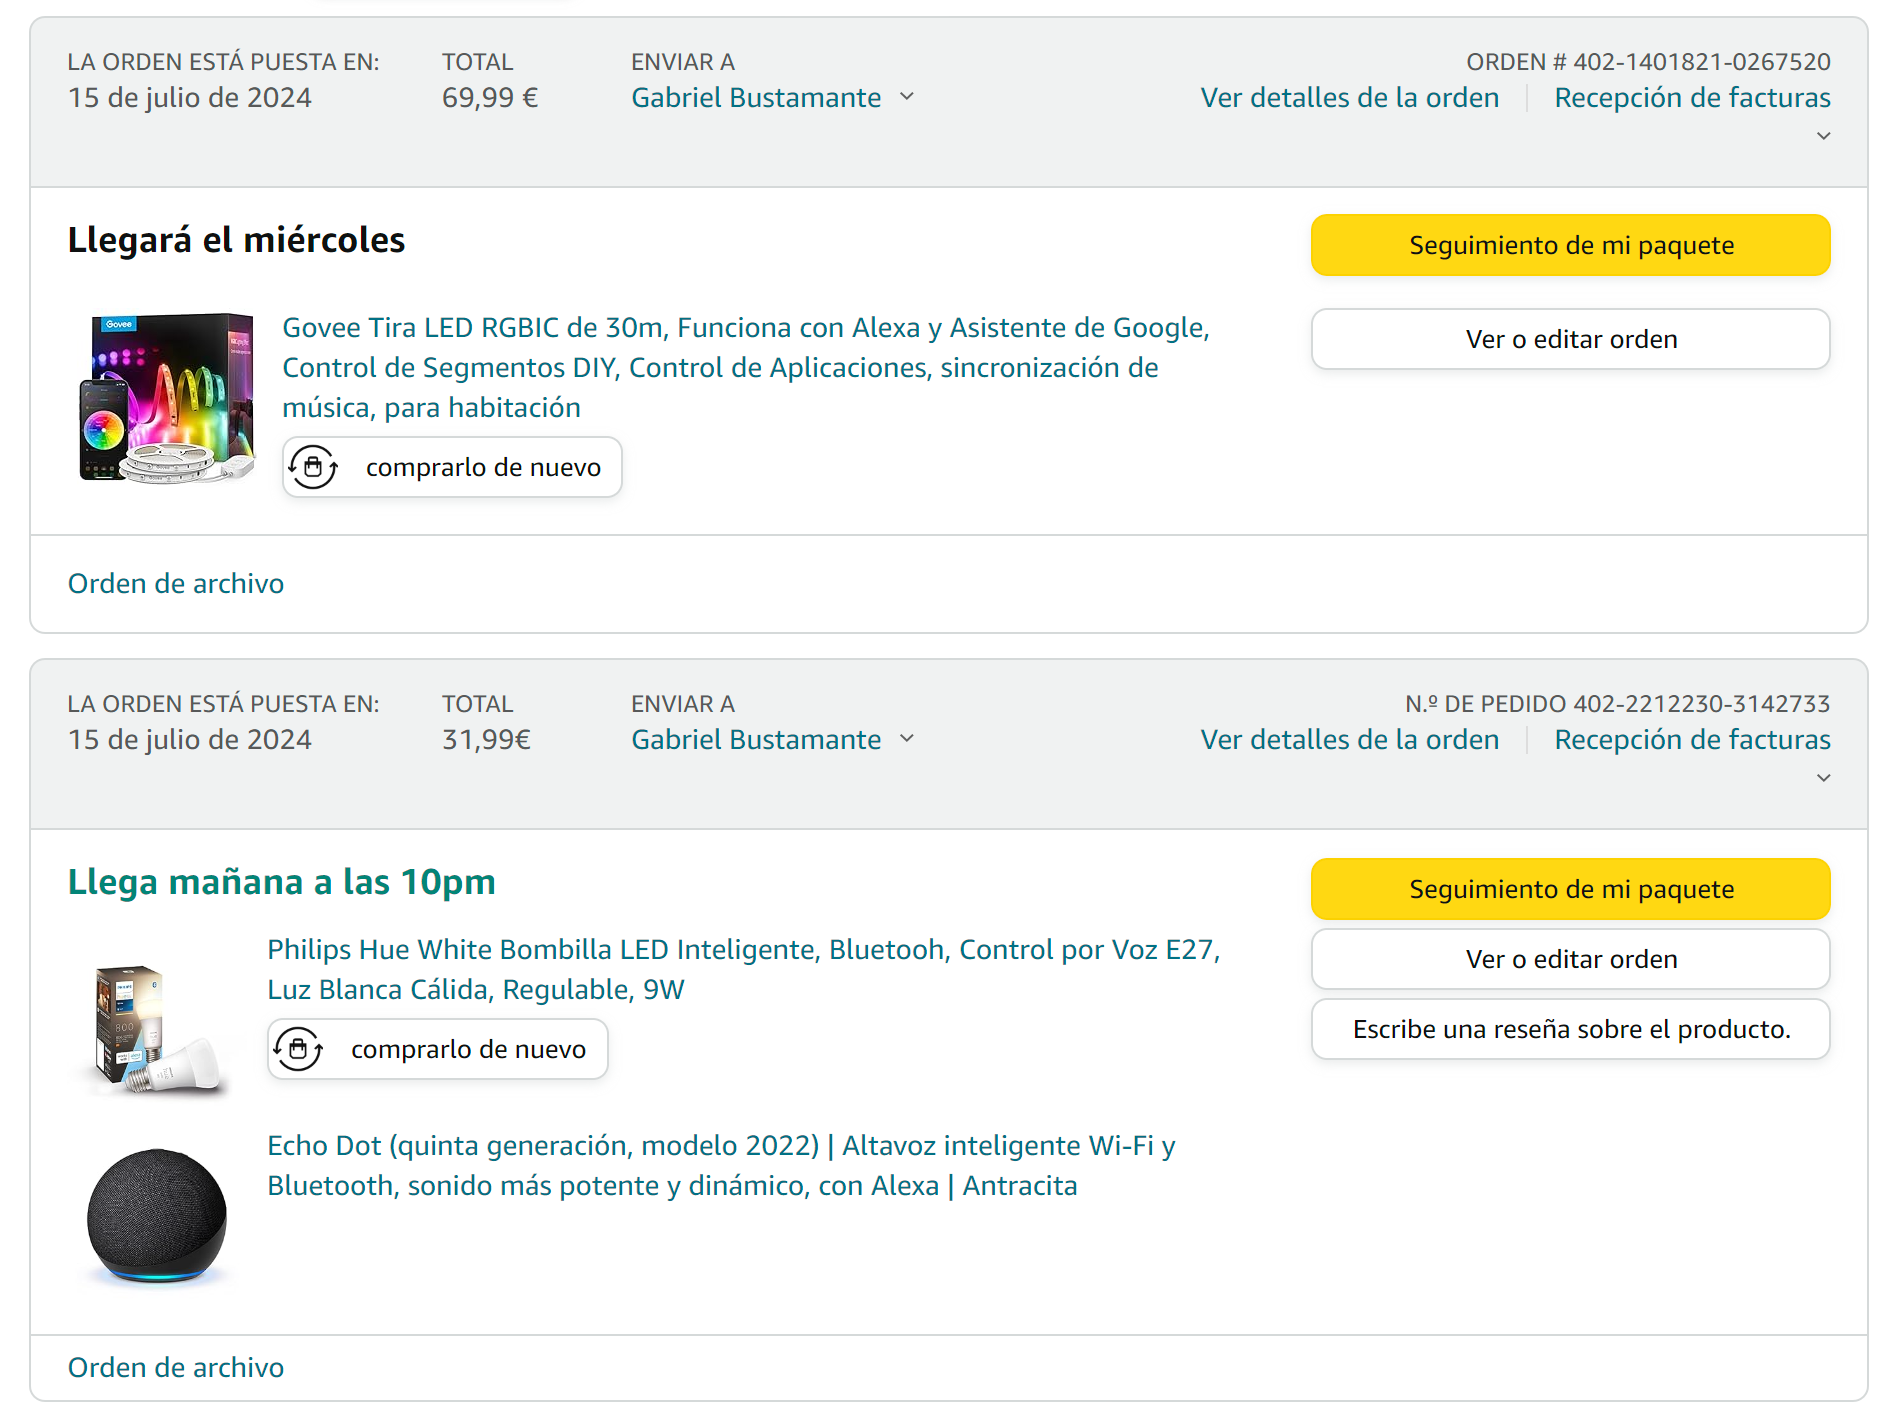 LA ORDEN ESTÁ PUESTA EN:
15 de julio de 2024
TOTAL
69,99 €
ENVIAR A
Gabriel Bustamante
ORDEN # 402-1401821-0267520
Ver detalles de la orden
Recepción de facturas
Llegará el miércoles
Seguimiento de mi paquete
Ver o editar orden
Govee
Govee Tira LED RGBIC de 30m, Funciona con Alexa y Asistente de Google,
Control de Segmentos DIY, Control de Aplicaciones, sincronización de
música, para habitación
comprarlo de nuevo
Orden de archivo
LA ORDEN ESTÁ PUESTA EN:
15 de julio de 2024
TOTAL
31,99€
ENVIAR A
Gabriel Bustamante
N.º DE PEDIDO 402-2212230-3142733
Ver detalles de la orden
Recepción de facturas
Llega mañana a las 10pm
Seguimiento de mi paquete
Ver o editar orden
Escribe una reseña sobre el producto.
800
Philips Hue White Bombilla LED Inteligente, Bluetooh, Control por Voz E27,
Luz Blanca Cálida, Regulable, 9W
comprarlo de nuevo
Echo Dot (quinta generación, modelo 2022) | Altavoz inteligente Wi-Fi y
Bluetooth, sonido más potente y dinámico, con Alexa | Antracita
Orden de archivo